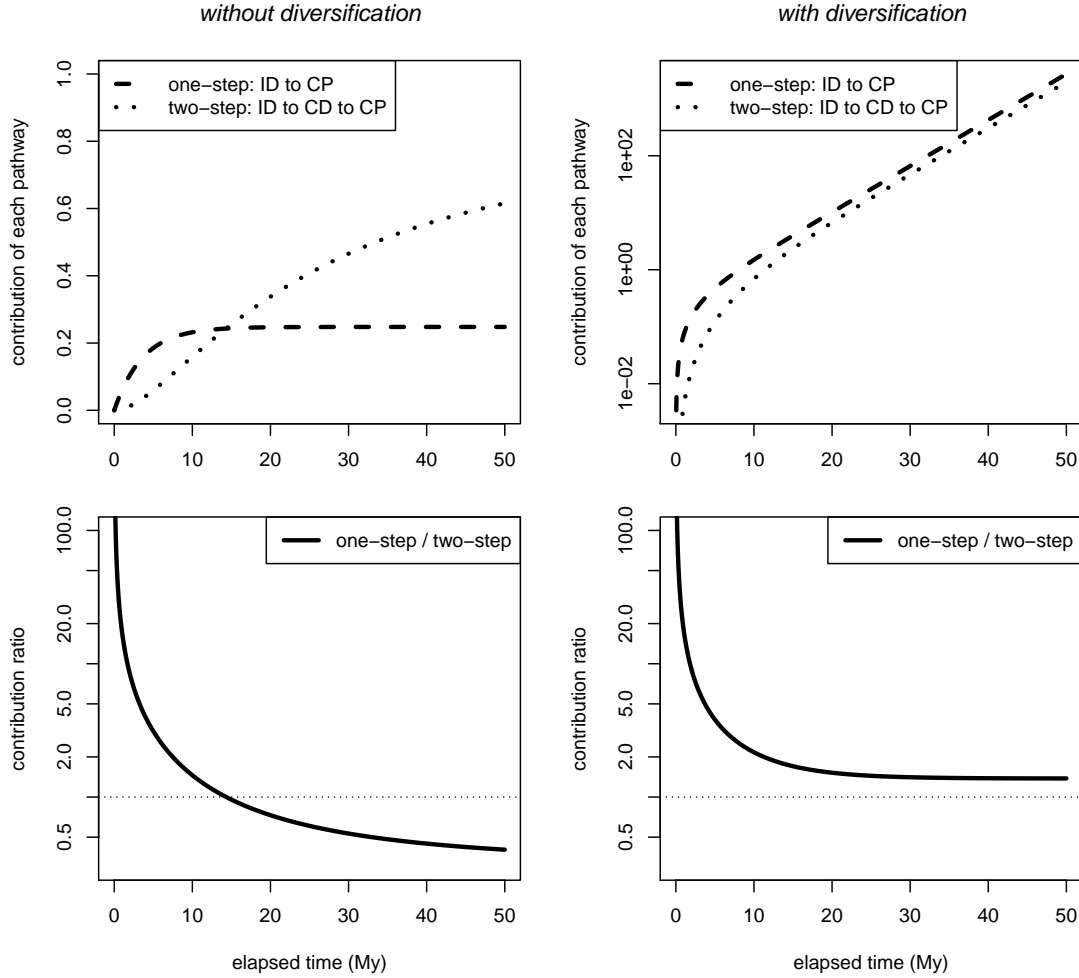 without diversification
with diversification
contribution of each pathway
1.0
0.8
0.6
0.4
0.2
0.0
one−step: ID to CP
two−step: ID to CD to CP
0 10 20 30 40 50
contribution of each pathway
1e+02
1e+00
1e−02
one−step: ID to CP
two−step: ID to CD to CP
0 10 20 30 40 50
contribution ratio
100.0
20.0
5.0
2.0
0.5
one−step / two−step
0 10 20 30 40 50
elapsed time (My)
contribution ratio
100.0
20.0
5.0
2.0
0.5
one−step / two−step
0 10 20 30 40 50
elapsed time (My)